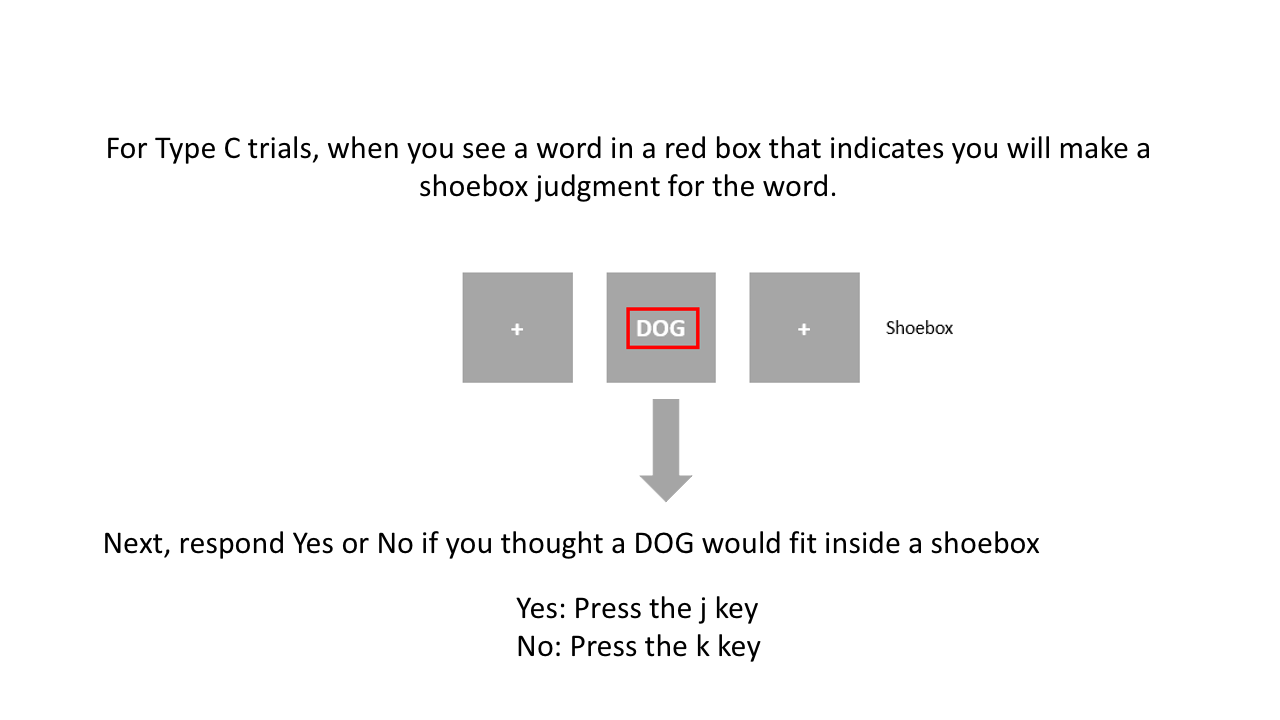 For Type C trials, when you see a word in a red box that indicates you will make a
shoebox judgment for the word.
+ DOG + Shoebox
Next, respond Yes or No if you thought a DOG would fit inside a shoebox
Yes: Press the j key
No: Press the k key